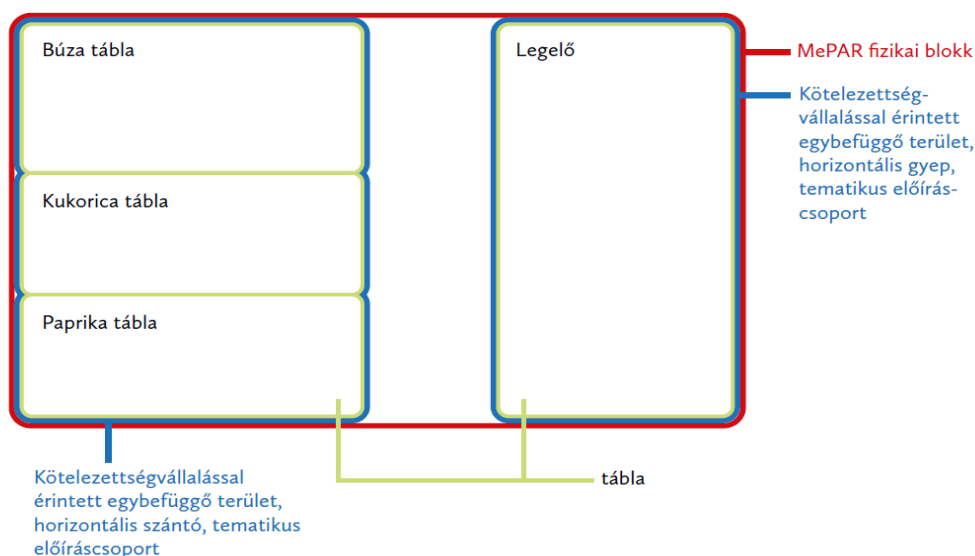 Búza tábla
Kukorica tábla
Paprika tábla
Legelő
MePAR fizikai blokk
Kötelezettség-
vállalással érintett
egybefüggő terület,
horizontális gyep,
tematikus előírás-
csoport
Kötelezettségvállalással
érintett egybefüggő terület,
horizontális szántó, tematikus
előíráscsoport
tábla